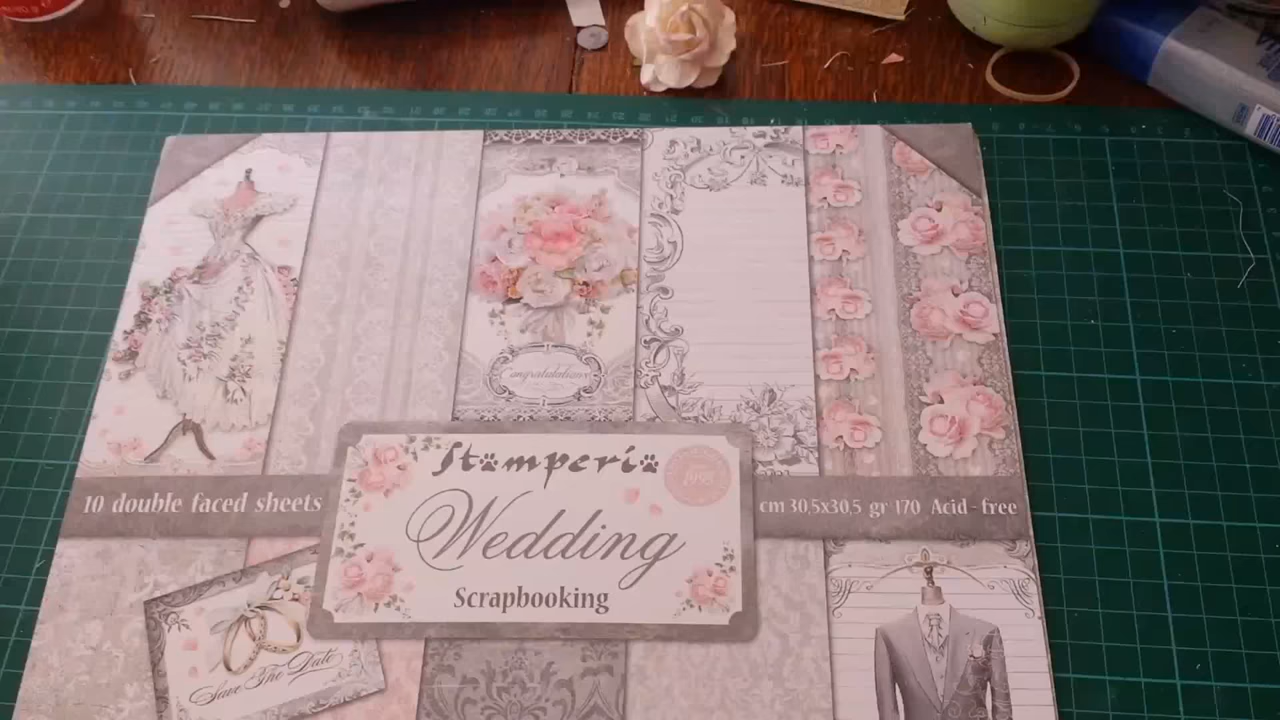 Congratulations
Stamperia
1993
10 double faced sheets
cm 30,5x30,5 gr 170 Acid-free
Wedding
Scrapbooking
Save The Date